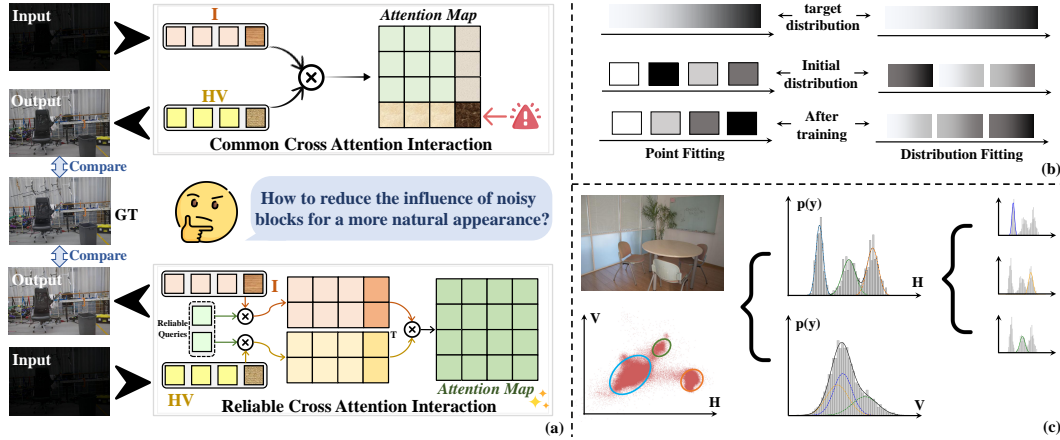 Input
I
HV
Attention Map
Common Cross Attention Interaction
Output
Compare
GT
How to reduce the influence of noisy
blocks for a more natural appearance?
Compare
Output
Input
I
Reliable
Queries
T
HV
Attention Map
Reliable Cross Attention Interaction
(a)
target
distribution
Initial
distribution
After
training
Point Fitting
Distribution Fitting
(b)
V
H
p(y)
H
p(y)
V
(c)